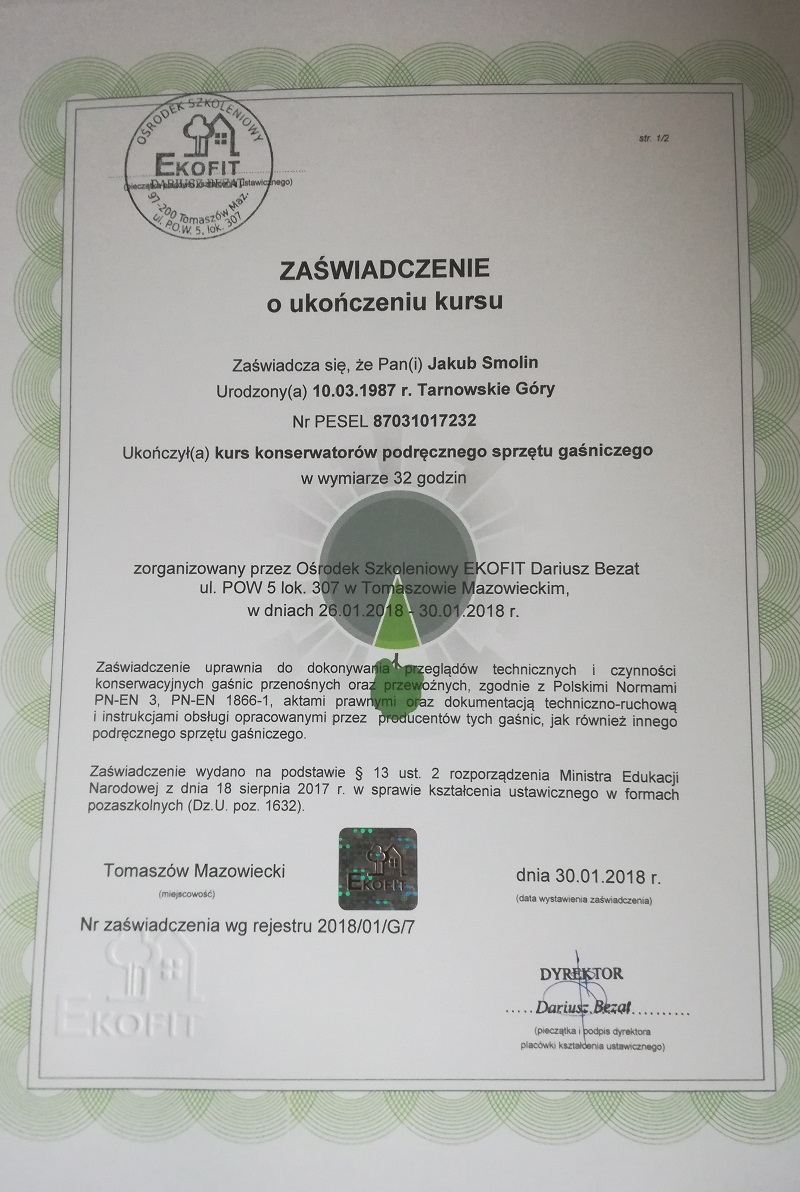 OŚRODEK SZKOLENIOWY
EKOFIT
DARIUSZ BEZAT
97-200 Tomaszów Maz.
ul. P.O.W. 5, lok. 307
str. 1/2
ZAŚWIADCZENIE
o ukończeniu kursu
Zaświadcza się, że Pan(i) Jakub Smolin
Urodzony(a) 10.03.1987 r. Tarnowskie Góry
Nr PESEL 87031017232
Ukończył(a) kurs konserwatorów podręcznego sprzętu gaśniczego
w wymiarze 32 godzin
zorganizowany przez Ośrodek Szkoleniowy EKOFIT Dariusz Bezat
ul. POW 5 lok. 307 w Tomaszowie Mazowieckim,
w dniach 26.01.2018 - 30.01.2018 r.
Zaświadczenie uprawnia do dokonywania przeglądów technicznych i czynności
konserwacyjnych gaśnic przenośnych oraz przewoźnych, zgodnie z Polskimi Normami
PN-EN 3, PN-EN 1866-1, aktami prawnymi oraz dokumentacją techniczno-ruchową
i instrukcjami obsługi opracowanymi przez producentów tych gaśnic, jak również innego
podręcznego sprzętu gaśniczego.
Zaświadczenie wydano na podstawie § 13 ust. 2 rozporządzenia Ministra Edukacji
Narodowej z dnia 18 sierpnia 2017 r. w sprawie kształcenia ustawicznego w formach
pozaszkolnych (Dz.U. poz. 1632).
Tomaszów Mazowiecki
(miejscowość)
EKOFIT
dnia 30.01.2018 r.
(data wystawienia zaświadczenia)
Nr zaświadczenia wg rejestru 2018/01/G/7
EKOFIT
DYREKTOR
Dariusz Bezat
(pieczątka i podpis dyrektora
placówki kształcenia ustawicznego)